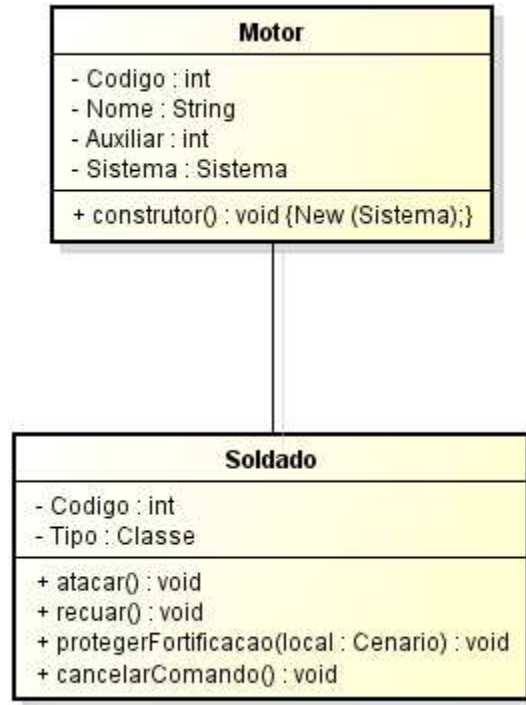 Motor
- Codigo : int
- Nome : String
- Auxiliar : int
- Sistema : Sistema
+ construtor() : void {New (Sistema);}
Soldado
- Codigo : int
- Tipo : Classe
+ atacar() : void
+ recuar() : void
+ protegerFortificacao(local : Cenario) : void
+ cancelarComando() : void